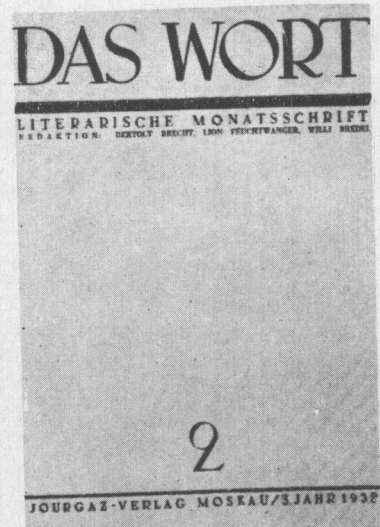 DAS WORT
LITERARISCHE MONATSSCHRIFT
REDAKTION: BERTOLT BRECHT, LION FEUCHTWANGER, WILLI BREDEL
2
JOURGAZ-VERLAG MOSKAU/3.JAHR 1938